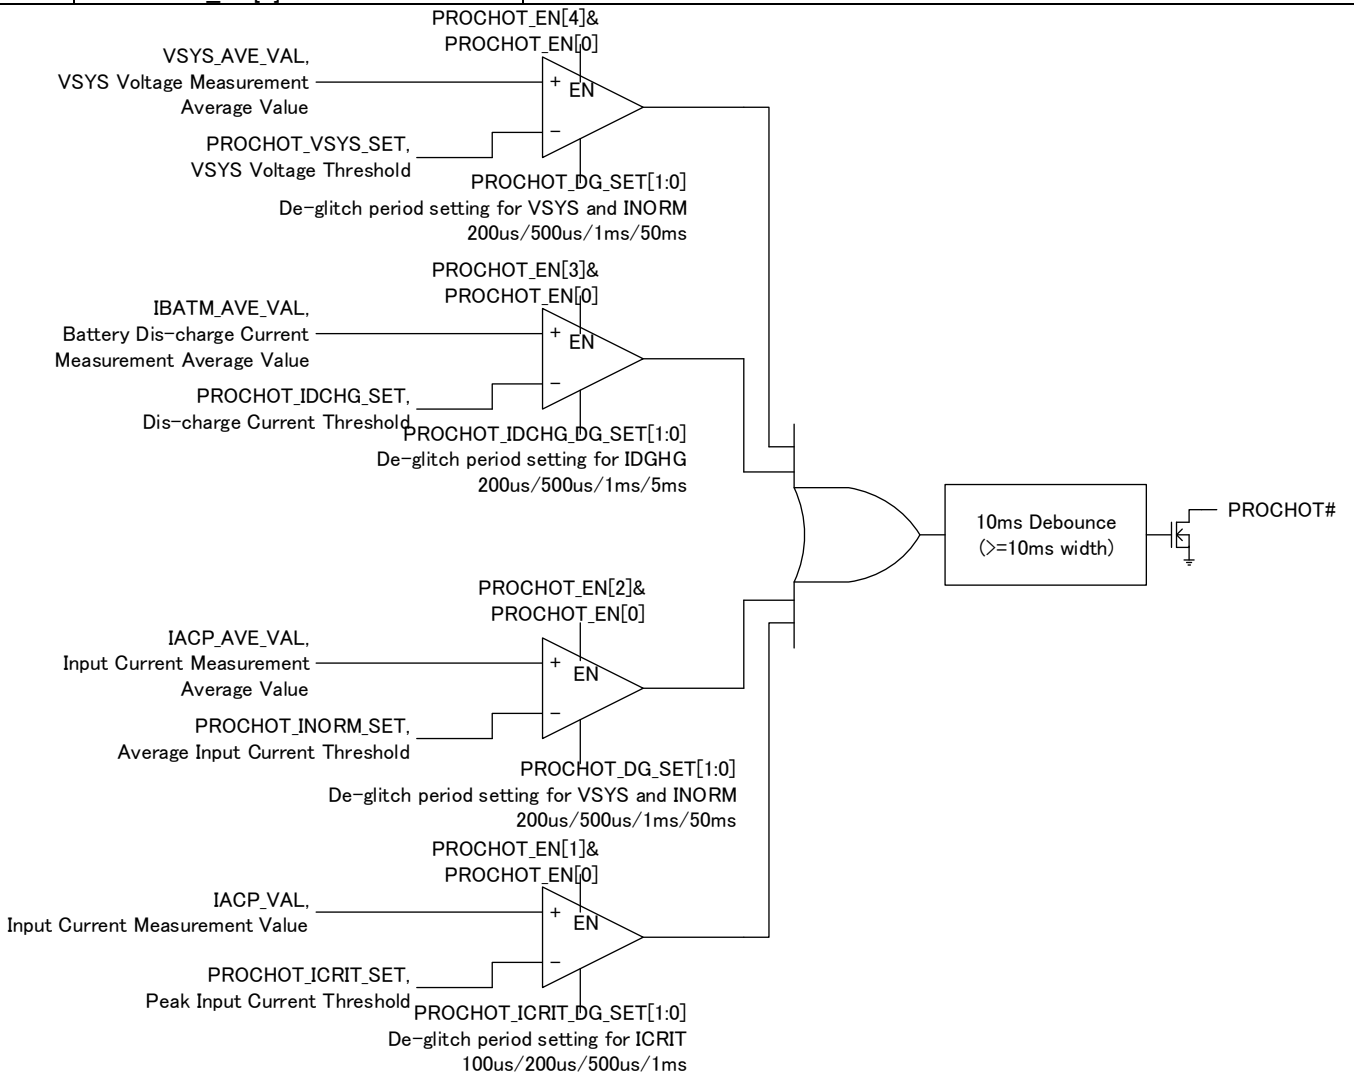 PROCHOT_EN[4]&
PROCHOT_EN[0]
VSYS_AVE_VAL,
VSYS Voltage Measurement
Average Value
+
EN
−
PROCHOT_VSYS_SET,
VSYS Voltage Threshold
PROCHOT_DG_SET[1:0]
De-glitch period setting for VSYS and INORM
200us/500us/1ms/50ms
PROCHOT_EN[3]&
PROCHOT_EN[0]
IBATM_AVE_VAL,
Battery Dis-charge Current
Measurement Average Value
+
EN
−
PROCHOT_IDCHG_SET,
Dis-charge Current Threshold
PROCHOT_IDCHG_DG_SET[1:0]
De-glitch period setting for IDGHG
200us/500us/1ms/5ms
10ms Debounce
(>=10ms width)
PROCHOT#
PROCHOT_EN[2]&
PROCHOT_EN[0]
IACP_AVE_VAL,
Input Current Measurement
Average Value
+
EN
−
PROCHOT_INORM_SET,
Average Input Current Threshold
PROCHOT_DG_SET[1:0]
De-glitch period setting for VSYS and INORM
200us/500us/1ms/50ms
PROCHOT_EN[1]&
PROCHOT_EN[0]
IACP_VAL,
Input Current Measurement Value
+
EN
−
PROCHOT_ICRIT_SET,
Peak Input Current Threshold
PROCHOT_ICRIT_DG_SET[1:0]
De-glitch period setting for ICRIT
100us/200us/500us/1ms